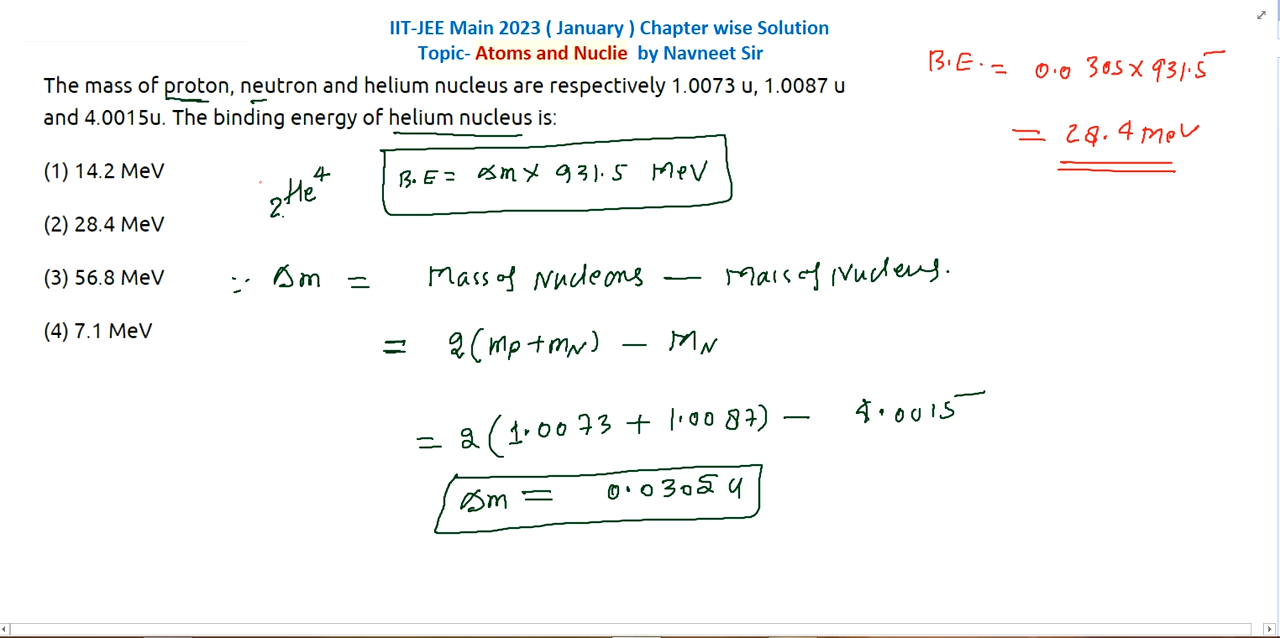 IIT-JEE Main 2023 ( January ) Chapter wise Solution
Topic- Atoms and Nuclie by Navneet Sir
The mass of proton, neutron and helium nucleus are respectively 1.0073 u, 1.0087 u
and 4.0015u. The binding energy of helium nucleus is:
(1) 14.2 MeV
(2) 28.4 MeV
(3) 56.8 MeV
(4) 7.1 MeV
₂He⁴
B.E = Δm × 931.5 MeV
∵ Δm = Mass of Nucleons — Mass of Nucleus.
= 2(mp+mN) — MN
= 2(1.0073 + 1.0087) — 4.0015
Δm = 0.0305 u
B.E. = 0.0305×931.5
= 28.4 MeV